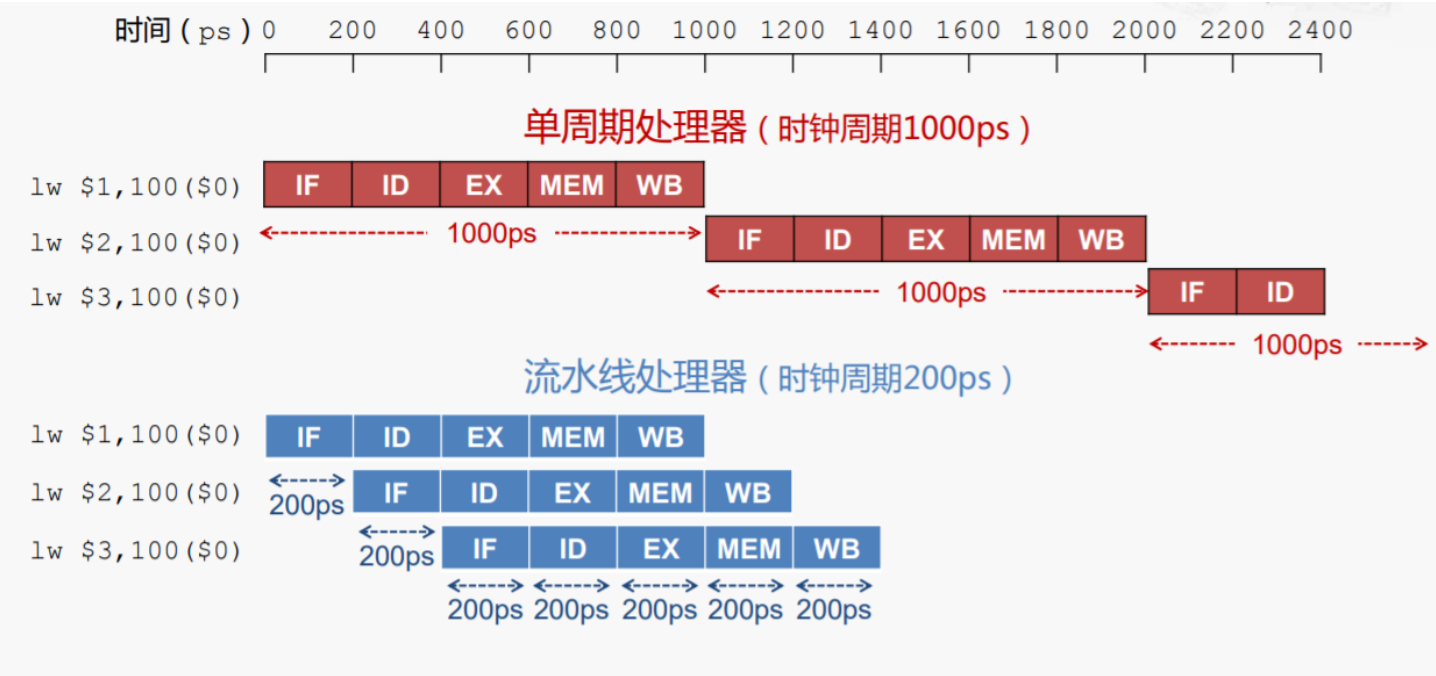 时间（ps）0 200 400 600 800 1000 1200 1400 1600 1800 2000 2200 2400
单周期处理器（时钟周期1000ps）
lw $1,100($0) IF ID EX MEM WB
1000ps
lw $2,100($0) IF ID EX MEM WB
1000ps
lw $3,100($0) IF ID
1000ps
流水线处理器（时钟周期200ps）
lw $1,100($0) IF ID EX MEM WB
lw $2,100($0) 200ps IF ID EX MEM WB
lw $3,100($0) 200ps IF ID EX MEM WB
200ps 200ps 200ps 200ps 200ps